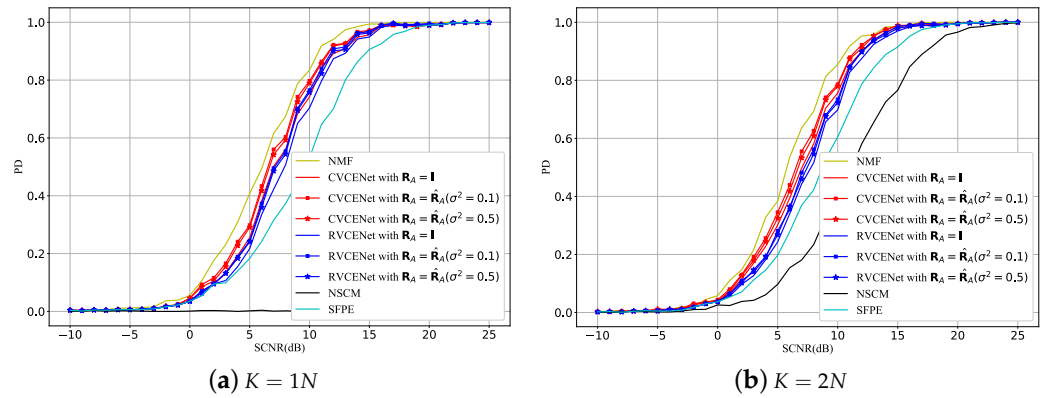 1.0
0.8
0.6
0.4
0.2
0.0
PD
−10
−5
0
5
10
15
20
25
SCNR(dB)
NMF
CVCENet with R_A = I
CVCENet with R_A = R̂_A(σ² = 0.1)
CVCENet with R_A = R̂_A(σ² = 0.5)
RVCENet with R_A = I
RVCENet with R_A = R̂_A(σ² = 0.1)
RVCENet with R_A = R̂_A(σ² = 0.5)
NSCM
SFPE
(a) K = 1N
1.0
0.8
0.6
0.4
0.2
0.0
PD
−10
−5
0
5
10
15
20
25
SCNR(dB)
NMF
CVCENet with R_A = I
CVCENet with R_A = R̂_A(σ² = 0.1)
CVCENet with R_A = R̂_A(σ² = 0.5)
RVCENet with R_A = I
RVCENet with R_A = R̂_A(σ² = 0.1)
RVCENet with R_A = R̂_A(σ² = 0.5)
NSCM
SFPE
(b) K = 2N